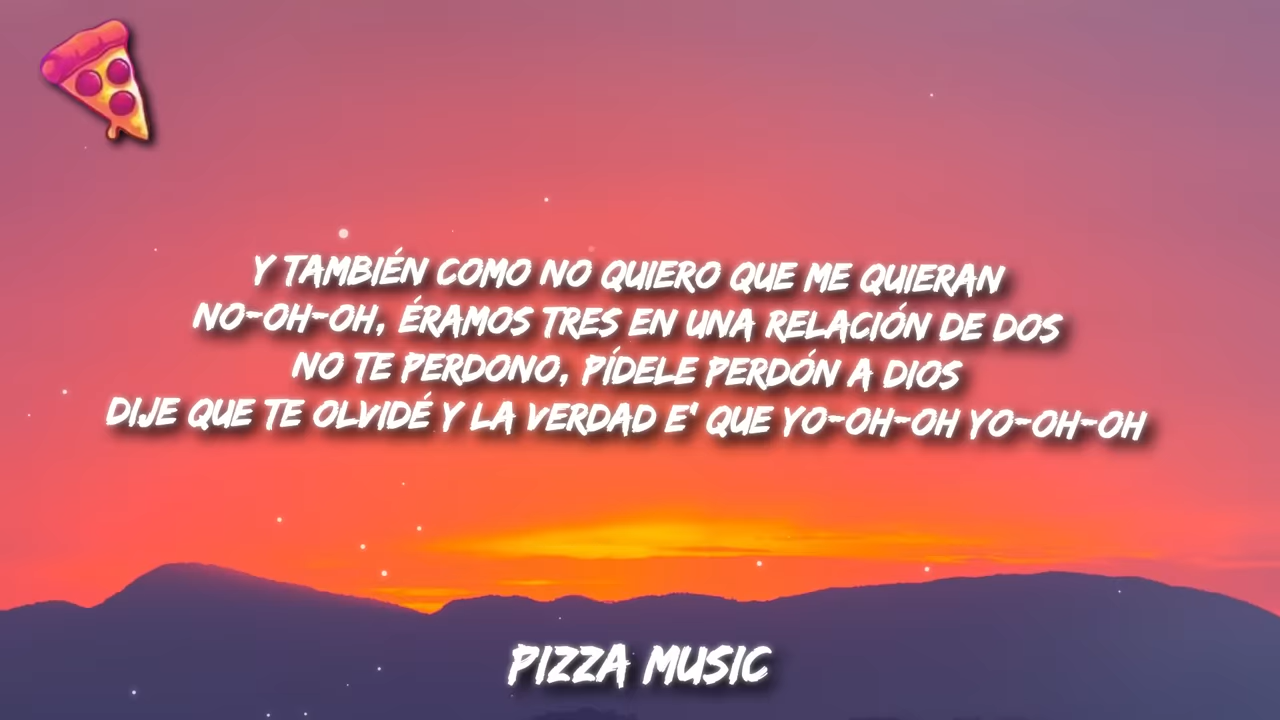 Y TAMBIÉN COMO NO QUIERO QUE ME QUIERAN
NO-OH-OH, ÉRAMOS TRES EN UNA RELACIÓN DE DOS
NO TE PERDONO, PÍDELE PERDÓN A DIOS
DIJE QUE TE OLVIDÉ Y LA VERDAD E' QUE YO-OH-OH YO-OH-OH
PIZZA MUSIC